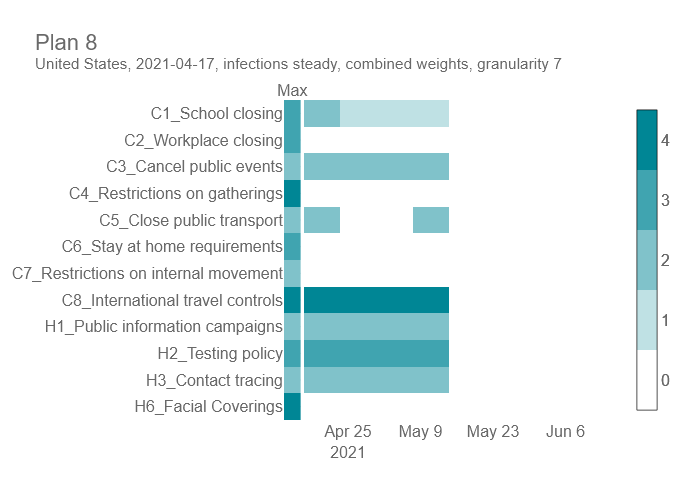 Plan 8
United States, 2021-04-17, infections steady, combined weights, granularity 7
Max
C1_School closing
C2_Workplace closing
C3_Cancel public events
C4_Restrictions on gatherings
C5_Close public transport
C6_Stay at home requirements
C7_Restrictions on internal movement
C8_International travel controls
H1_Public information campaigns
H2_Testing policy
H3_Contact tracing
H6_Facial Coverings
Apr 25 May 9 May 23 Jun 6
2021
4
3
2
1
0